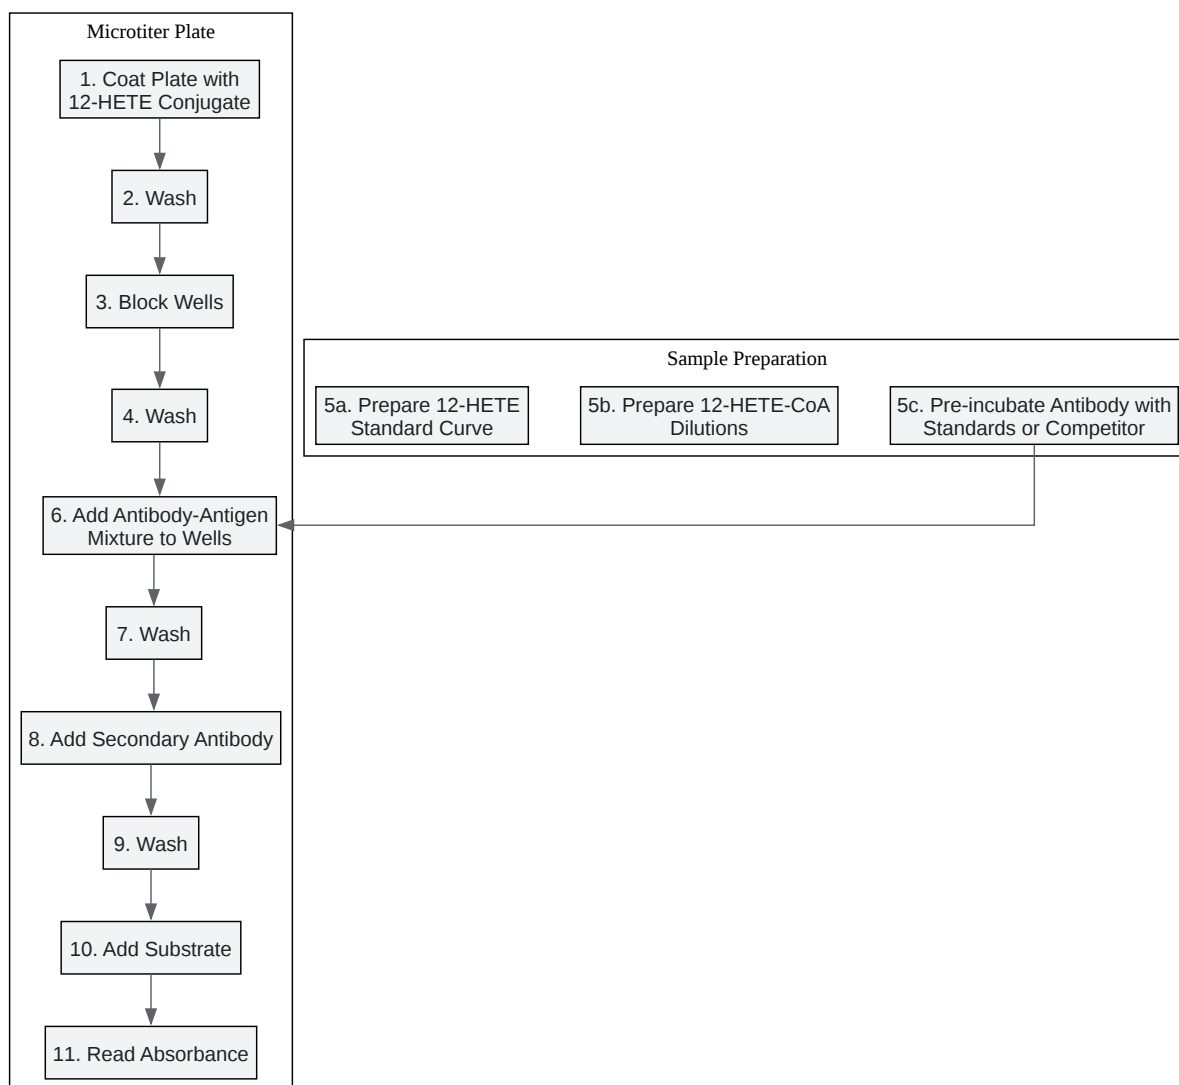 Microtiter Plate
1. Coat Plate with
12-HETE Conjugate
2. Wash
3. Block Wells
4. Wash
Sample Preparation
5a. Prepare 12-HETE
Standard Curve
5b. Prepare 12-HETE-CoA
Dilutions
5c. Pre-incubate Antibody with
Standards or Competitor
6. Add Antibody-Antigen
Mixture to Wells
7. Wash
8. Add Secondary Antibody
9. Wash
10. Add Substrate
11. Read Absorbance